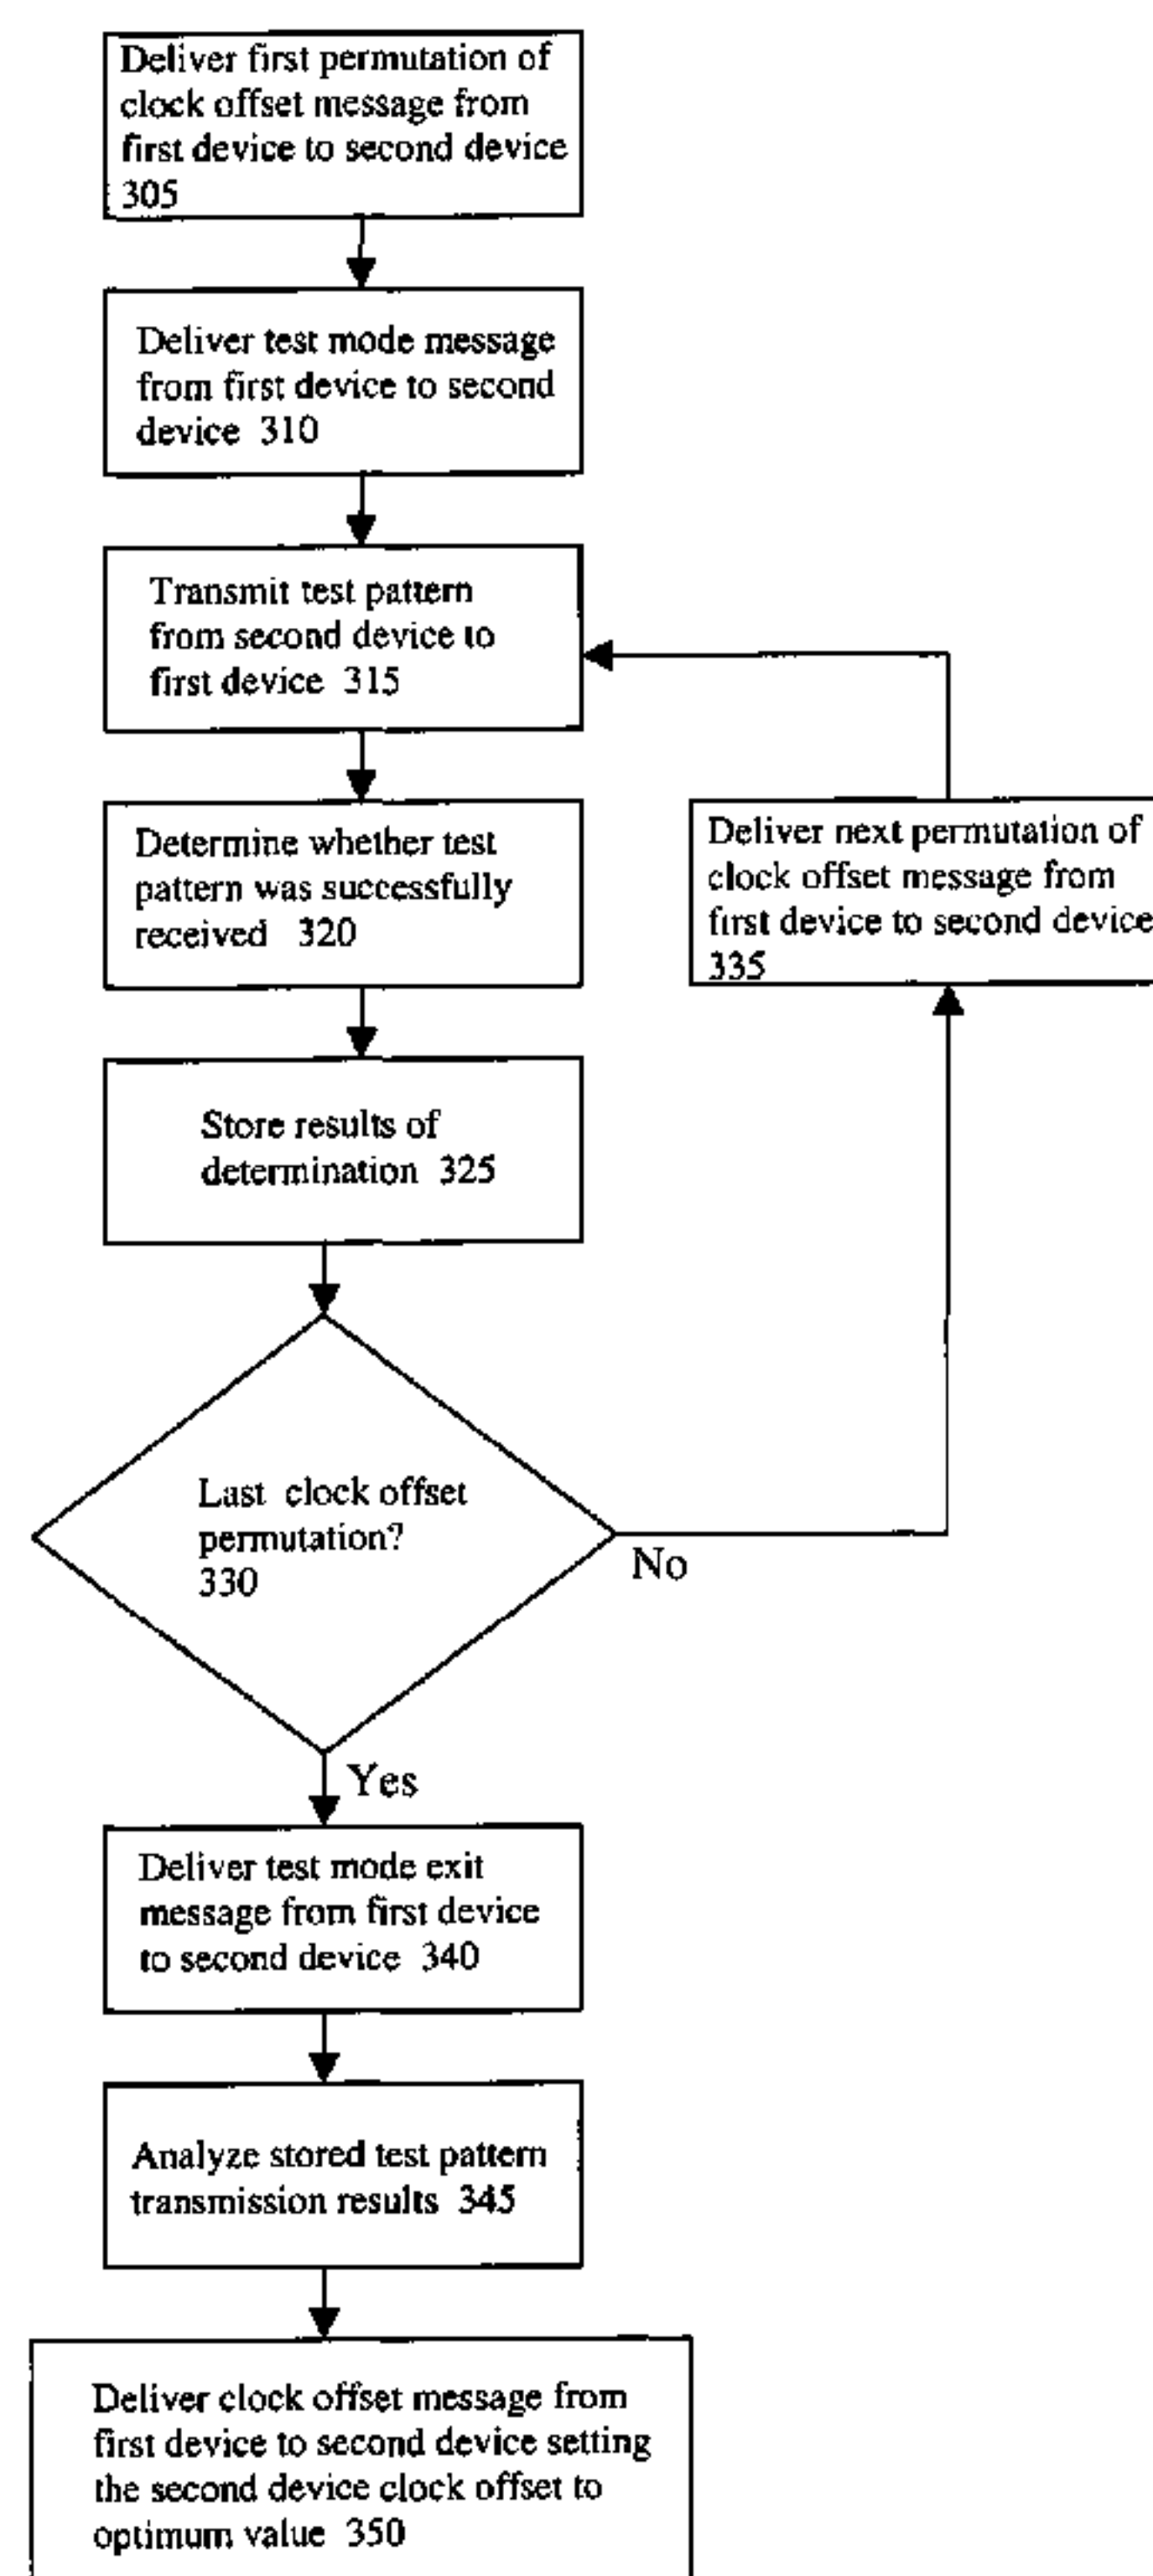 Deliver first permutation of
clock offset message from
first device to second device
305
Deliver test mode message
from first device to second
device 310
Transmit test pattern
from second device to
first device 315
Determine whether test
pattern was successfully
received 320
Deliver next permutation of
clock offset message from
first device to second device
335
Store results of
determination 325
Last clock offset
permutation?
330
No
Yes
Deliver test mode exit
message from first device
to second device 340
Analyze stored test pattern
transmission results 345
Deliver clock offset message from
first device to second device setting
the second device clock offset to
optimum value 350